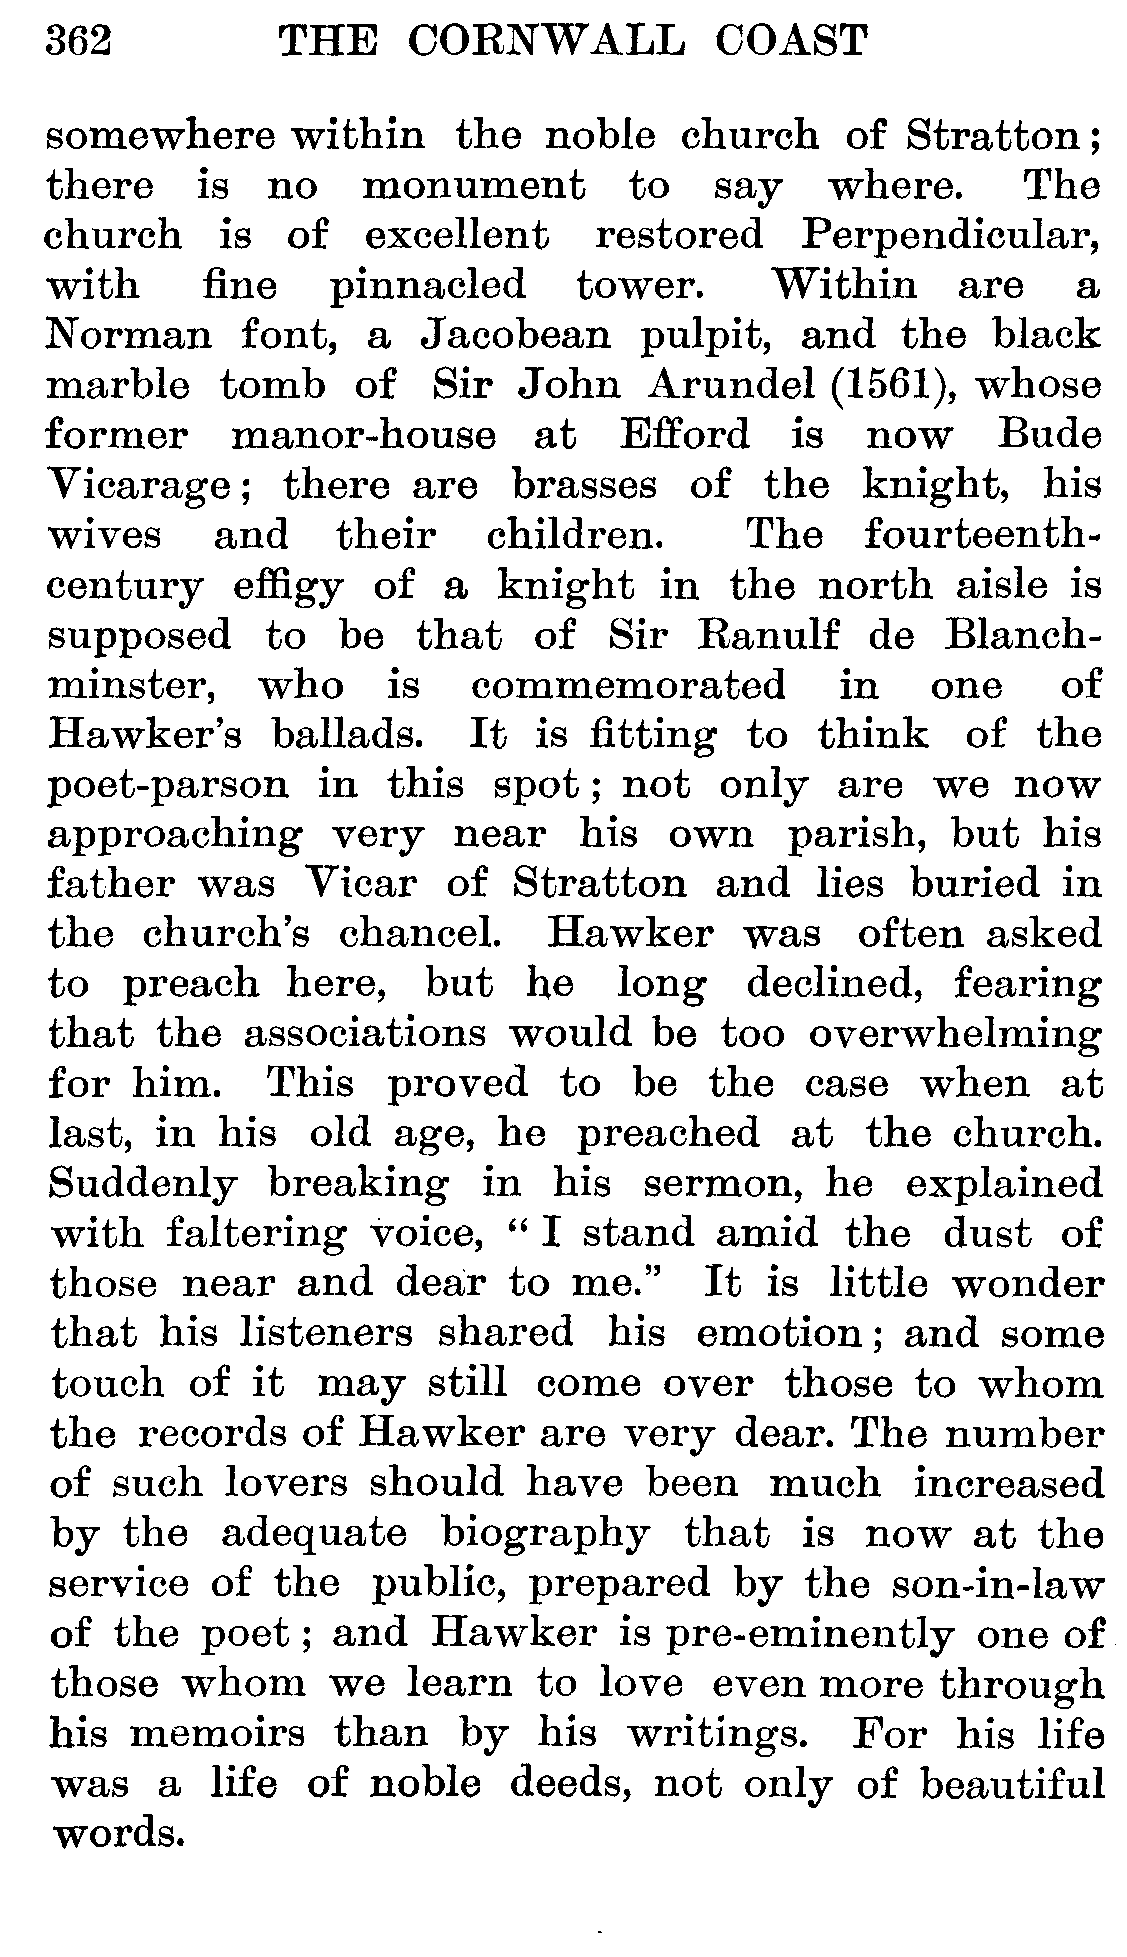 362 THE CORNWALL COAST
somewhere within the noble church of Stratton;
there is no monument to say where. The
church is of excellent restored Perpendicular,
with fine pinnacled tower. Within are a
Norman font, a Jacobean pulpit, and the black
marble tomb of Sir John Arundel (1561), whose
former manor-house at Efford is now Bude
Vicarage; there are brasses of the knight, his
wives and their children. The fourteenth-
century effigy of a knight in the north aisle is
supposed to be that of Sir Ranulf de Blanch-
minster, who is commemorated in one of
Hawker's ballads. It is fitting to think of the
poet-parson in this spot; not only are we now
approaching very near his own parish, but his
father was Vicar of Stratton and lies buried in
the church's chancel. Hawker was often asked
to preach here, but he long declined, fearing
that the associations would be too overwhelming
for him. This proved to be the case when at
last, in his old age, he preached at the church.
Suddenly breaking in his sermon, he explained
with faltering voice, "I stand amid the dust of
those near and dear to me." It is little wonder
that his listeners shared his emotion; and some
touch of it may still come over those to whom
the records of Hawker are very dear. The number
of such lovers should have been much increased
by the adequate biography that is now at the
service of the public, prepared by the son-in-law
of the poet; and Hawker is pre-eminently one of
those whom we learn to love even more through
his memoirs than by his writings. For his life
was a life of noble deeds, not only of beautiful
words.